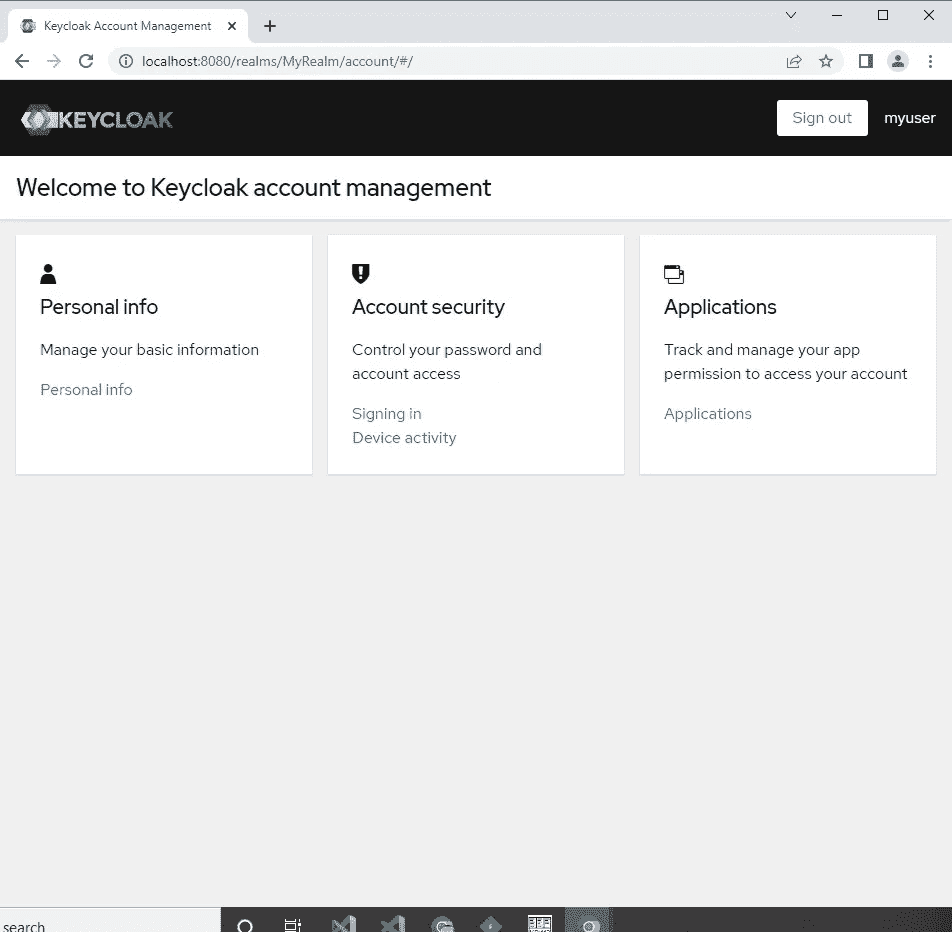 Keycloak Account Management
localhost:8080/realms/MyRealm/account/#/
KEYCLOAK
Sign out
myuser
Welcome to Keycloak account management
Personal info
Manage your basic information
Personal info
Account security
Control your password and
account access
Signing in
Device activity
Applications
Track and manage your app
permission to access your account
Applications
search